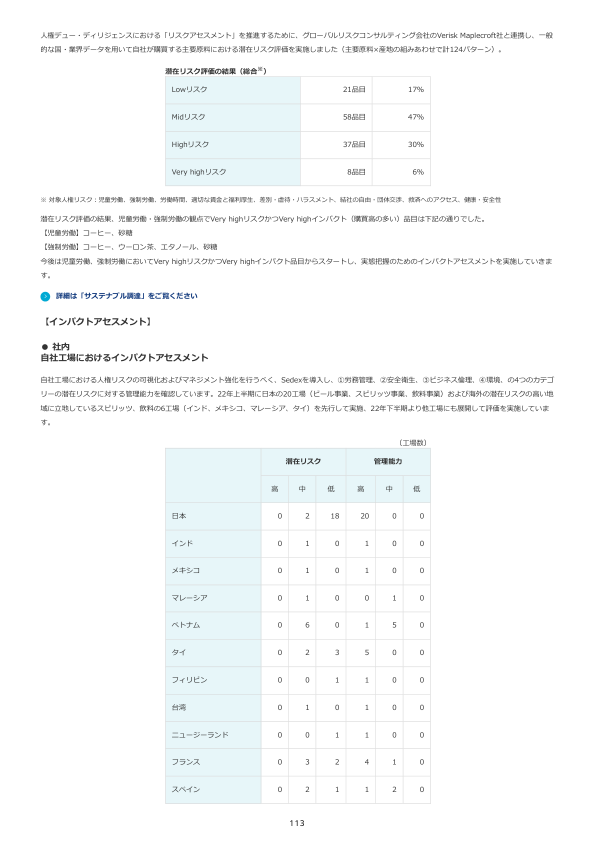 人権デュー・ディリジェンスにおける「リスクアセスメント」を推進するために、グローバルリスクコンサルティング会社のVerisk Maplecroft社と連携し、一般
的な国・業界データを用いて自社が購買する主要原料における潜在リスク評価を実施しました（主要原料×産地の組みあわせで計124パターン）。
潜在リスク評価の結果（総合※）
Lowリスク 21品目 17%
Midリスク 58品目 47%
Highリスク 37品目 30%
Very highリスク 8品目 6%
※ 対象人権リスク：児童労働、強制労働、労働時間、適切な賃金と福利厚生、差別・虐待・ハラスメント、結社の自由・団体交渉、救済へのアクセス、健康・安全性
潜在リスク評価の結果、児童労働・強制労働の観点でVery highリスクかつVery highインパクト（購買高の多い）品目は下記の通りでした。
【児童労働】コーヒー、砂糖
【強制労働】コーヒー、ウーロン茶、エタノール、砂糖
今後は児童労働、強制労働においてVery highリスクかつVery highインパクト品目からスタートし、実態把握のためのインパクトアセスメントを実施していきま
す。
詳細は「サステナブル調達」をご覧ください
【インパクトアセスメント】
● 社内
自社工場におけるインパクトアセスメント
自社工場における人権リスクの可視化およびマネジメント強化を行うべく、Sedexを導入し、①労務管理、②安全衛生、③ビジネス倫理、④環境、の4つのカテゴ
リーの潜在リスクに対する管理能力を確認しています。22年上半期に日本の20工場（ビール事業、スピリッツ事業、飲料事業）および海外の潜在リスクの高い地
域に立地しているスピリッツ、飲料の6工場（インド、メキシコ、マレーシア、タイ）を先行して実施、22年下半期より他工場にも展開して評価を実施していま
す。
（工場数）
潜在リスク 管理能力
高 中 低 高 中 低
日本 0 2 18 20 0 0
インド 0 1 0 1 0 0
メキシコ 0 1 0 1 0 0
マレーシア 0 1 0 0 1 0
ベトナム 0 6 0 1 5 0
タイ 0 2 3 5 0 0
フィリピン 0 0 1 1 0 0
台湾 0 1 0 1 0 0
ニュージーランド 0 0 1 1 0 0
フランス 0 3 2 4 1 0
スペイン 0 2 1 1 2 0
113